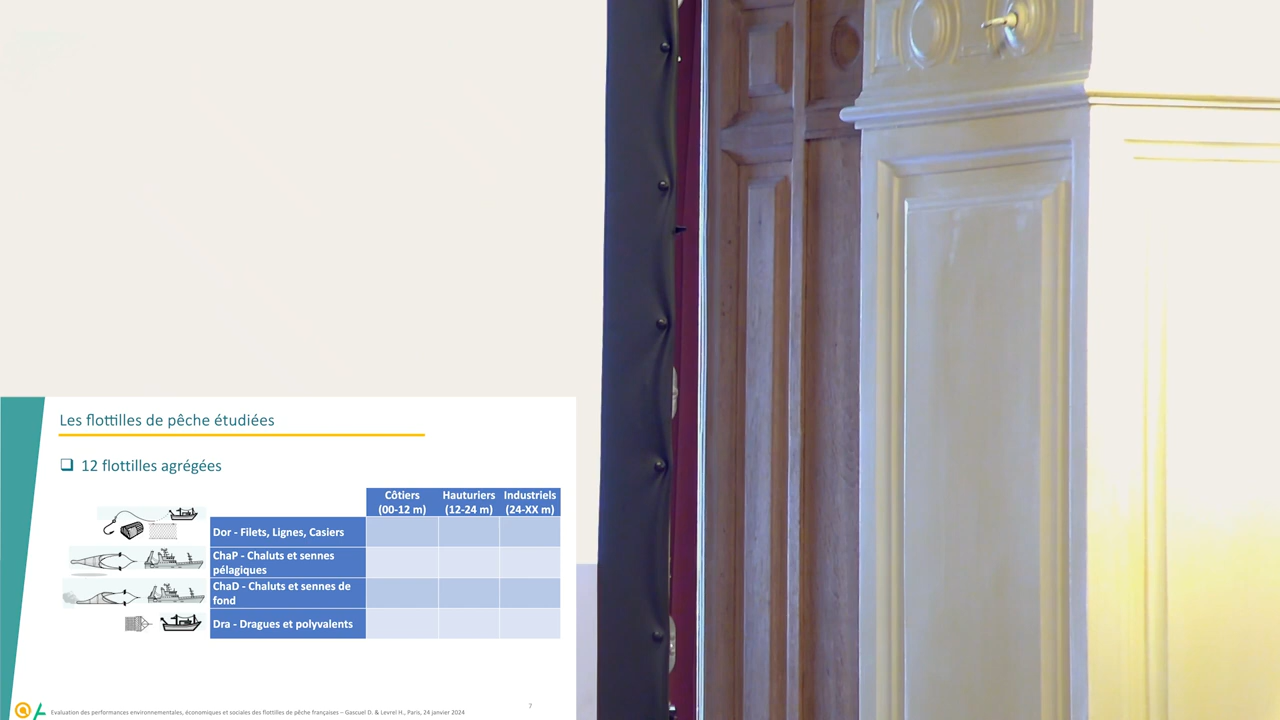 Les flottilles de pêche étudiées
❑ 12 flottilles agrégées
Côtiers Hauturiers Industriels
(00-12 m) (12-24 m) (24-XX m)
Dor - Filets, Lignes, Casiers
ChaP - Chaluts et sennes
pélagiques
ChaD - Chaluts et sennes de
fond
Dra - Dragues et polyvalents
Evaluation des performances environnementales, économiques et sociales des flottilles de pêche françaises – Gascuel D. & Levrel H., Paris, 24 janvier 2024
7